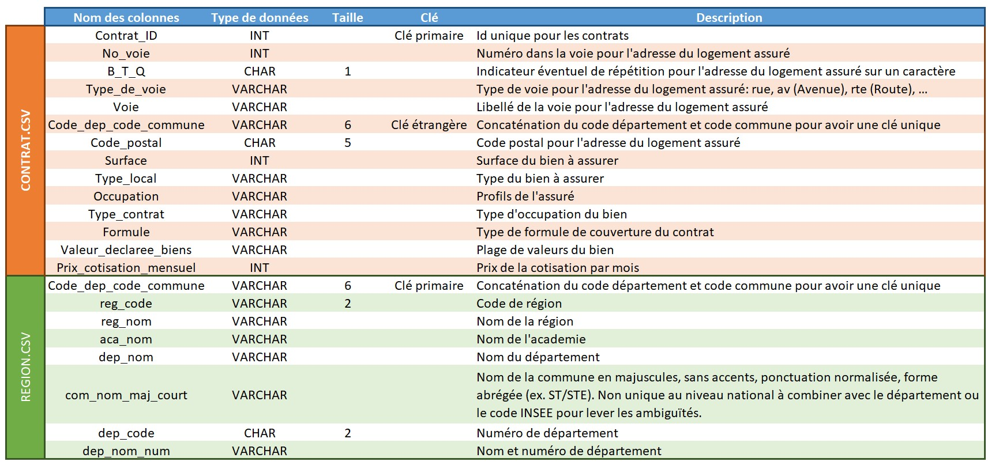 Nom des colonnes Type de données Taille Clé Description
CONTRAT.CSV
Contrat_ID INT Clé primaire Id unique pour les contrats
No_voie INT Numéro dans la voie pour l'adresse du logement assuré
B_T_Q CHAR 1 Indicateur éventuel de répétition pour l'adresse du logement assuré sur un caractère
Type_de_voie VARCHAR Type de voie pour l'adresse du logement assuré: rue, av (Avenue), rte (Route), ...
Voie VARCHAR Libellé de la voie pour l'adresse du logement assuré
Code_dep_code_commune VARCHAR 6 Clé étrangère Concaténation du code département et code commune pour avoir une clé unique
Code_postal CHAR 5 Code postal pour l'adresse du logement assuré
Surface INT Surface du bien à assurer
Type_local VARCHAR Type du bien à assurer
Occupation VARCHAR Profils de l'assuré
Type_contrat VARCHAR Type d'occupation du bien
Formule VARCHAR Type de formule de couverture du contrat
Valeur_declaree_biens VARCHAR Plage de valeurs du bien
Prix_cotisation_mensuel INT Prix de la cotisation par mois
REGION.CSV
Code_dep_code_commune VARCHAR 6 Clé primaire Concaténation du code département et code commune pour avoir une clé unique
reg_code VARCHAR 2 Code de région
reg_nom VARCHAR Nom de la région
aca_nom VARCHAR Nom de l'academie
dep_nom VARCHAR Nom du département
com_nom_maj_court VARCHAR Nom de la commune en majuscules, sans accents, ponctuation normalisée, forme
abrégée (ex. ST/STE). Non unique au niveau national à combiner avec le département ou
le code INSEE pour lever les ambiguïtés.
dep_code CHAR 2 Numéro de département
dep_nom_num VARCHAR Nom et numéro de département